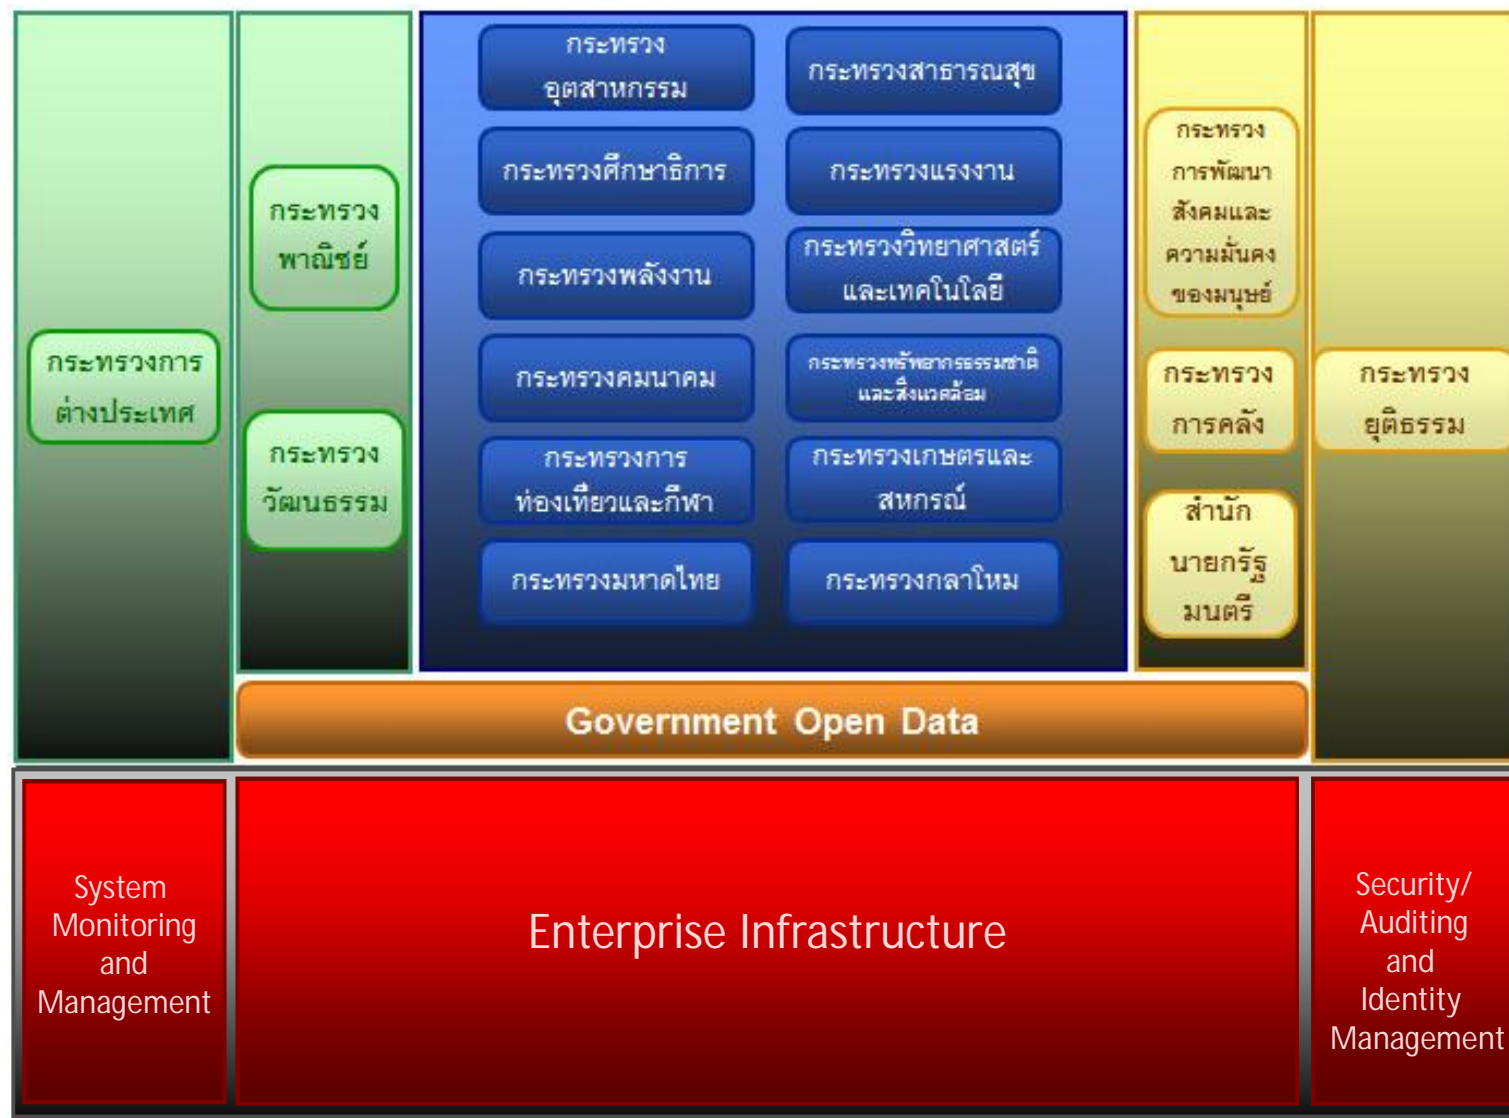 กระทรวงการ
ต่างประเทศ
กระทรวง
พาณิชย์
กระทรวง
วัฒนธรรม
กระทรวง
อุตสาหกรรม
กระทรวงสาธารณสุข
กระทรวงศึกษาธิการ
กระทรวงแรงงาน
กระทรวงพลังงาน
กระทรวงวิทยาศาสตร์
และเทคโนโลยี
กระทรวงคมนาคม
กระทรวงทรัพยากรธรรมชาติ
และสิ่งแวดล้อม
กระทรวงการ
ท่องเที่ยวและกีฬา
กระทรวงเกษตรและ
สหกรณ์
กระทรวงมหาดไทย
กระทรวงกลาโหม
กระทรวง
การพัฒนา
สังคมและ
ความมั่นคง
ของมนุษย์
กระทรวง
การคลัง
สำนัก
นายกรัฐ
มนตรี
กระทรวง
ยุติธรรม
Government Open Data
System
Monitoring
and
Management
Enterprise Infrastructure
Security/
Auditing
and
Identity
Management